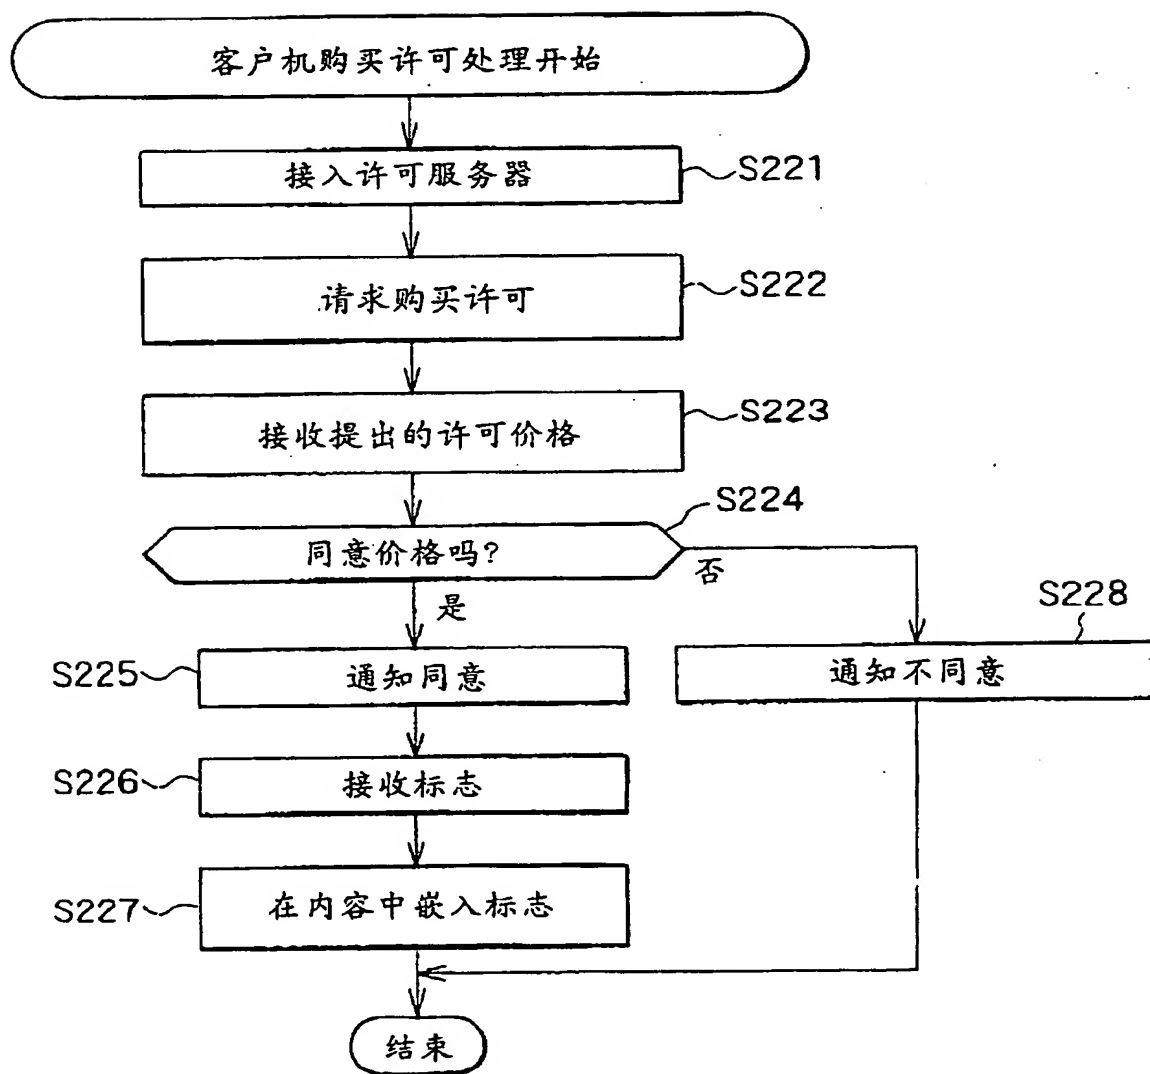 客户机购买许可处理开始
接入许可服务器
S221
请求购买许可
S222
接收提出的许可价格
S223
同意价格吗?
S224
否
是
S225
通知同意
S228
通知不同意
S226
接收标志
S227
在内容中嵌入标志
结束